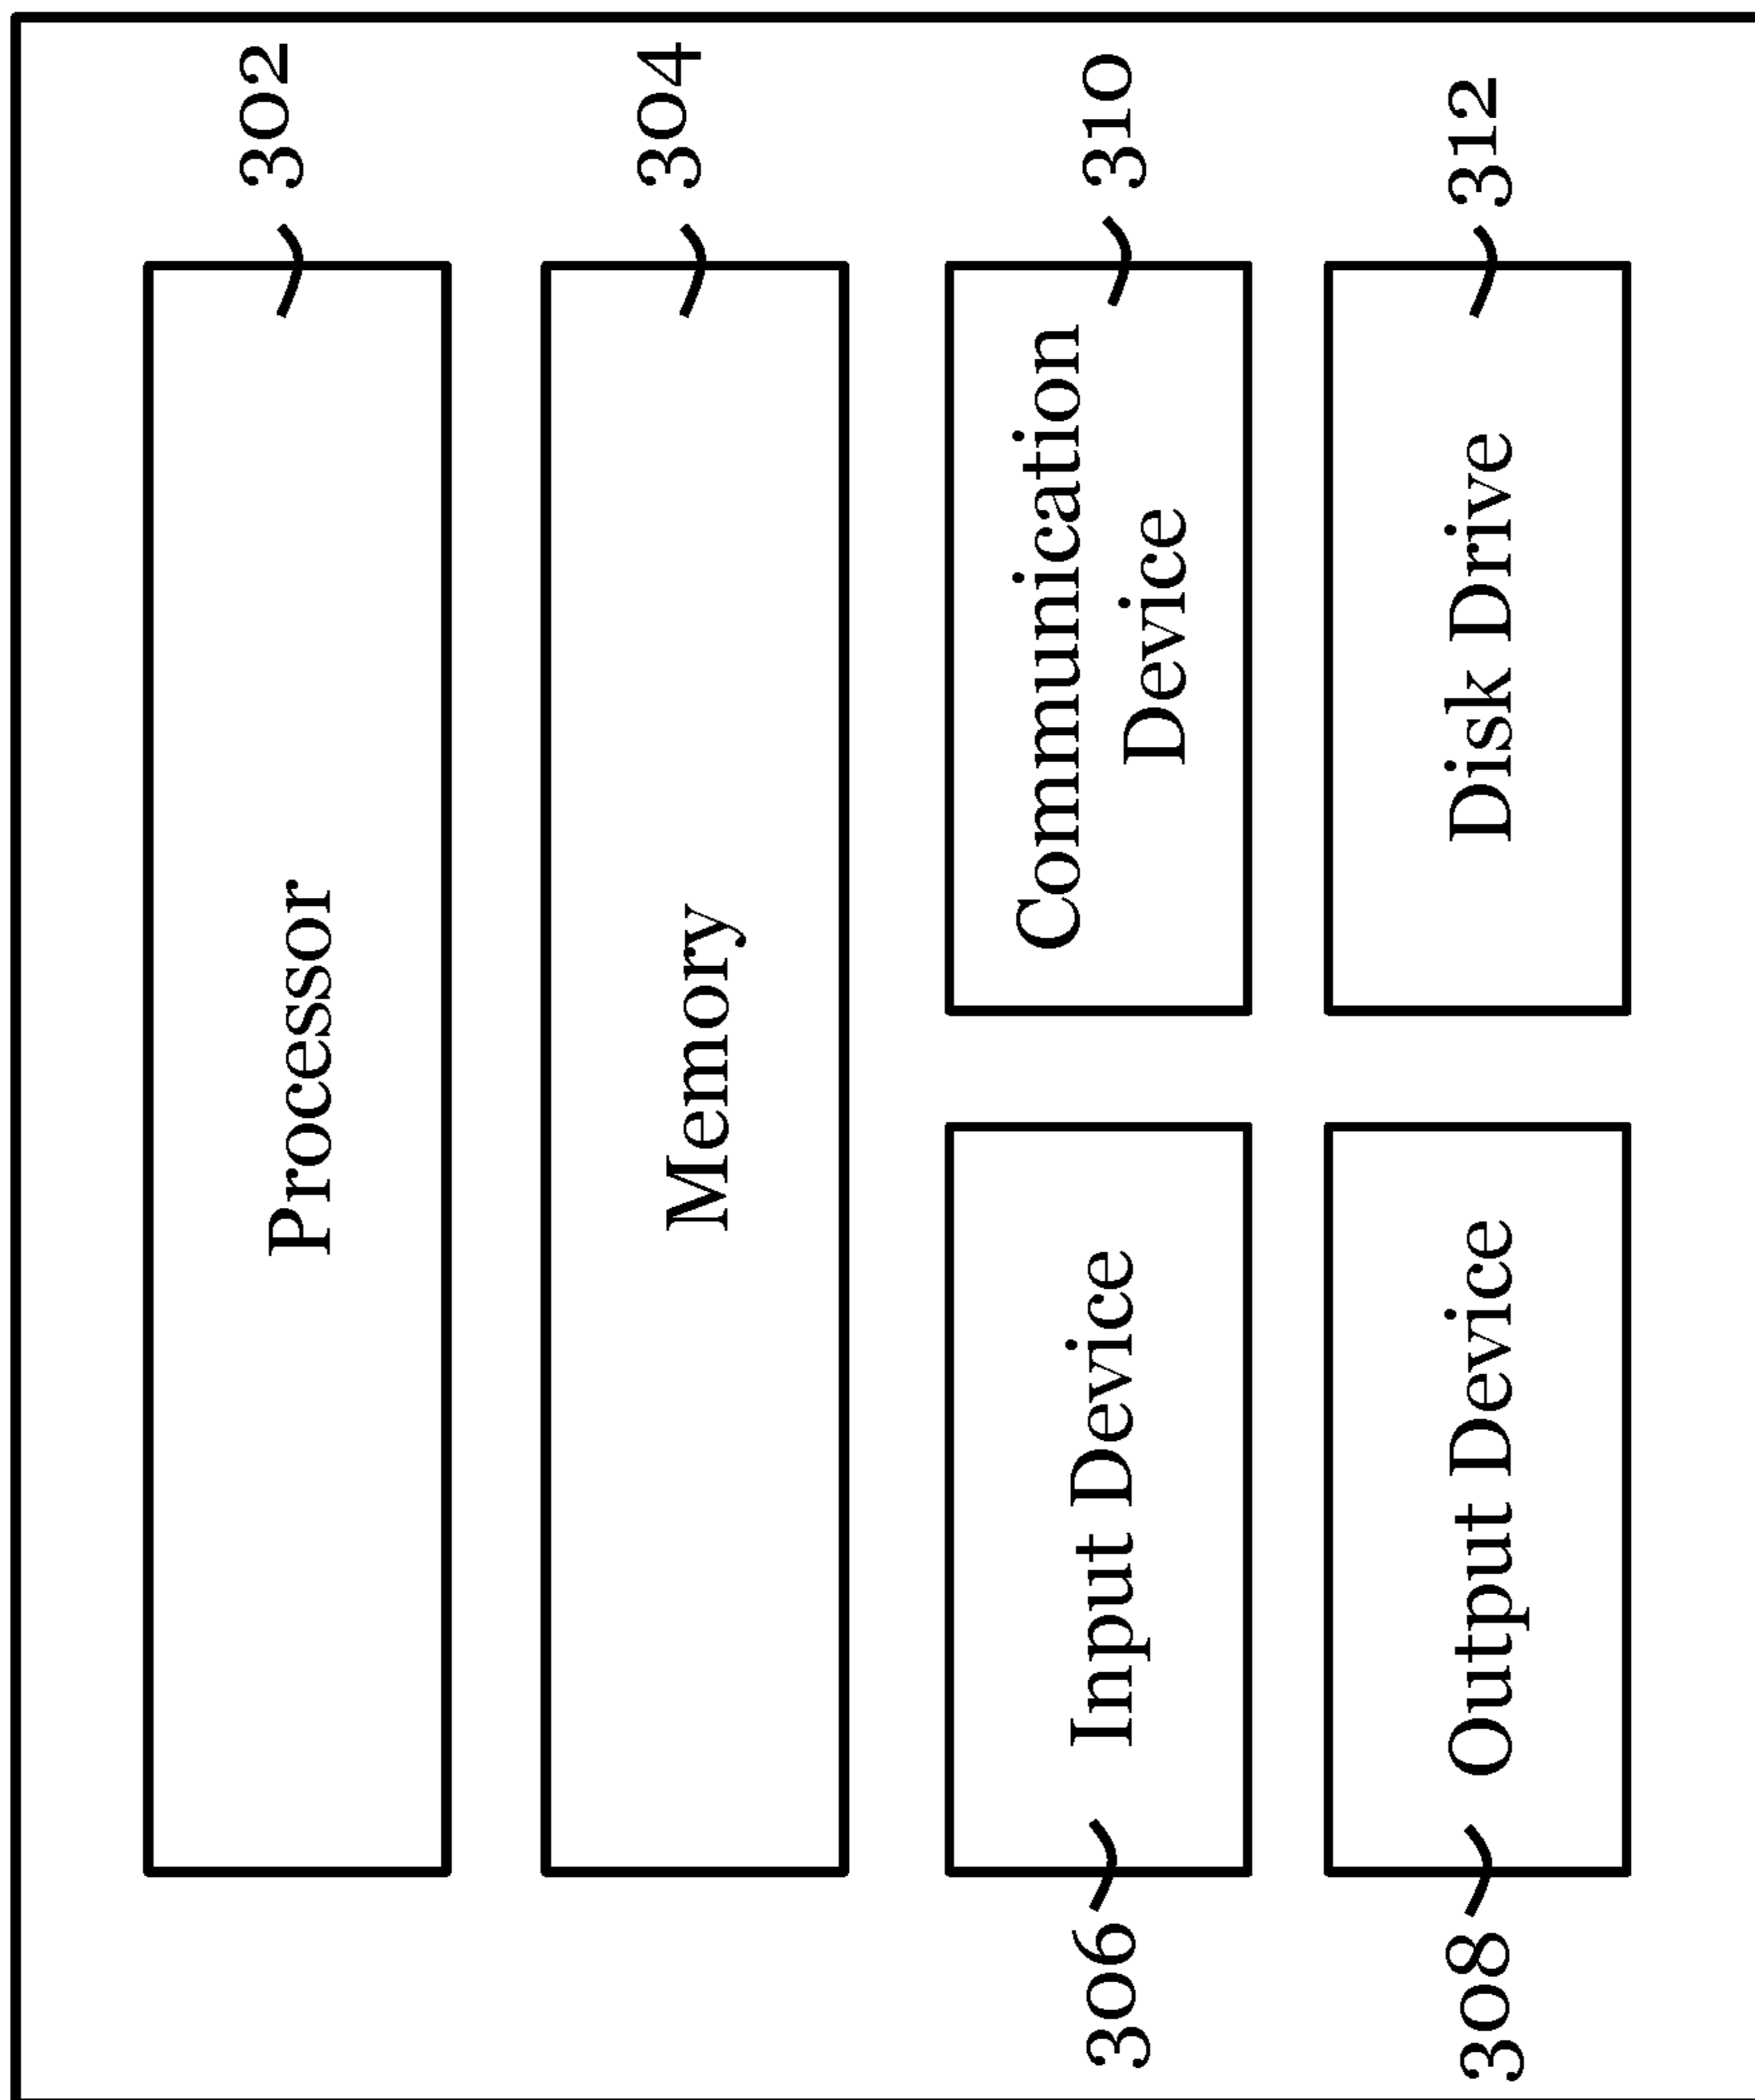 Processor
302
Memory
304
306
Input Device
Communication
Device
310
308
Output Device
Disk Drive
312